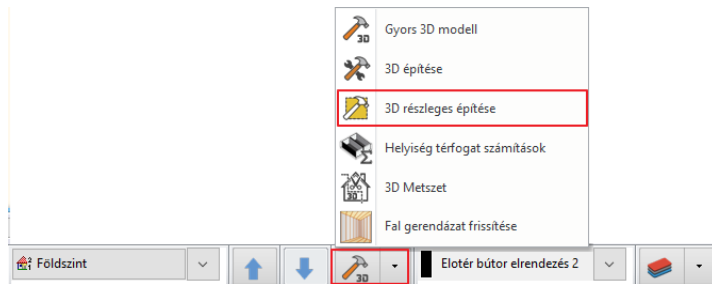 Gyors 3D modell
3D építése
3D részleges építése
Helyiség térfogat számítások
3D Metszet
Fal gerendázat frissítése
Földszint
3D
Elotér bútor elrendezés 2